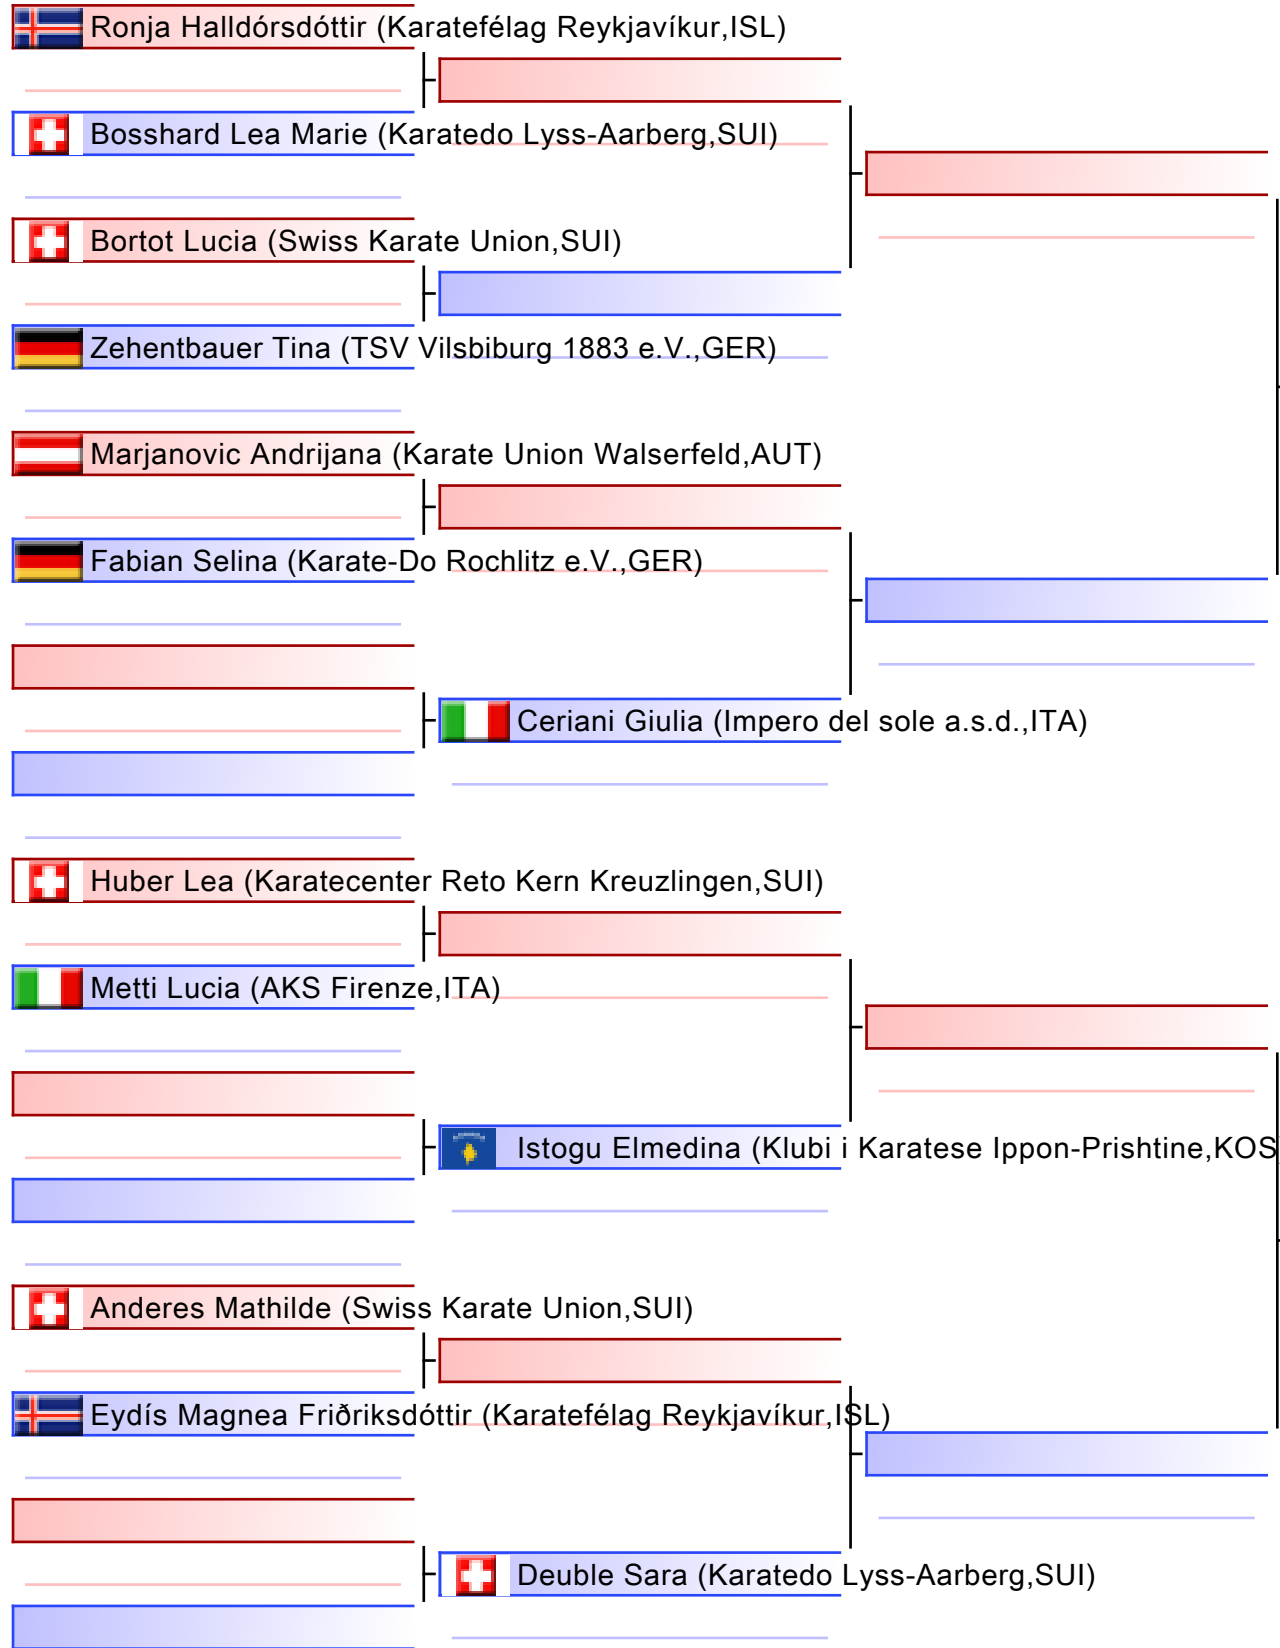 Ronja Halldórsdóttir (Karatefélag Reykjavíkur,ISL)
Bosshard Lea Marie (Karatedo Lyss-Aarberg,SUI)
Bortot Lucia (Swiss Karate Union,SUI)
Zehentbauer Tina (TSV Vilsbiburg 1883 e.V.,GER)
Marjanovic Andrijana (Karate Union Walserfeld,AUT)
Fabian Selina (Karate-Do Rochlitz e.V.,GER)
Ceriani Giulia (Impero del sole a.s.d.,ITA)
Huber Lea (Karatecenter Reto Kern Kreuzlingen,SUI)
Metti Lucia (AKS Firenze,ITA)
Istogu Elmedina (Klubi i Karatese Ippon-Prishtine,KOS
Anderes Mathilde (Swiss Karate Union,SUI)
Eydís Magnea Friðriksdóttir (Karatefélag Reykjavíkur,ISL)
Deuble Sara (Karatedo Lyss-Aarberg,SUI)